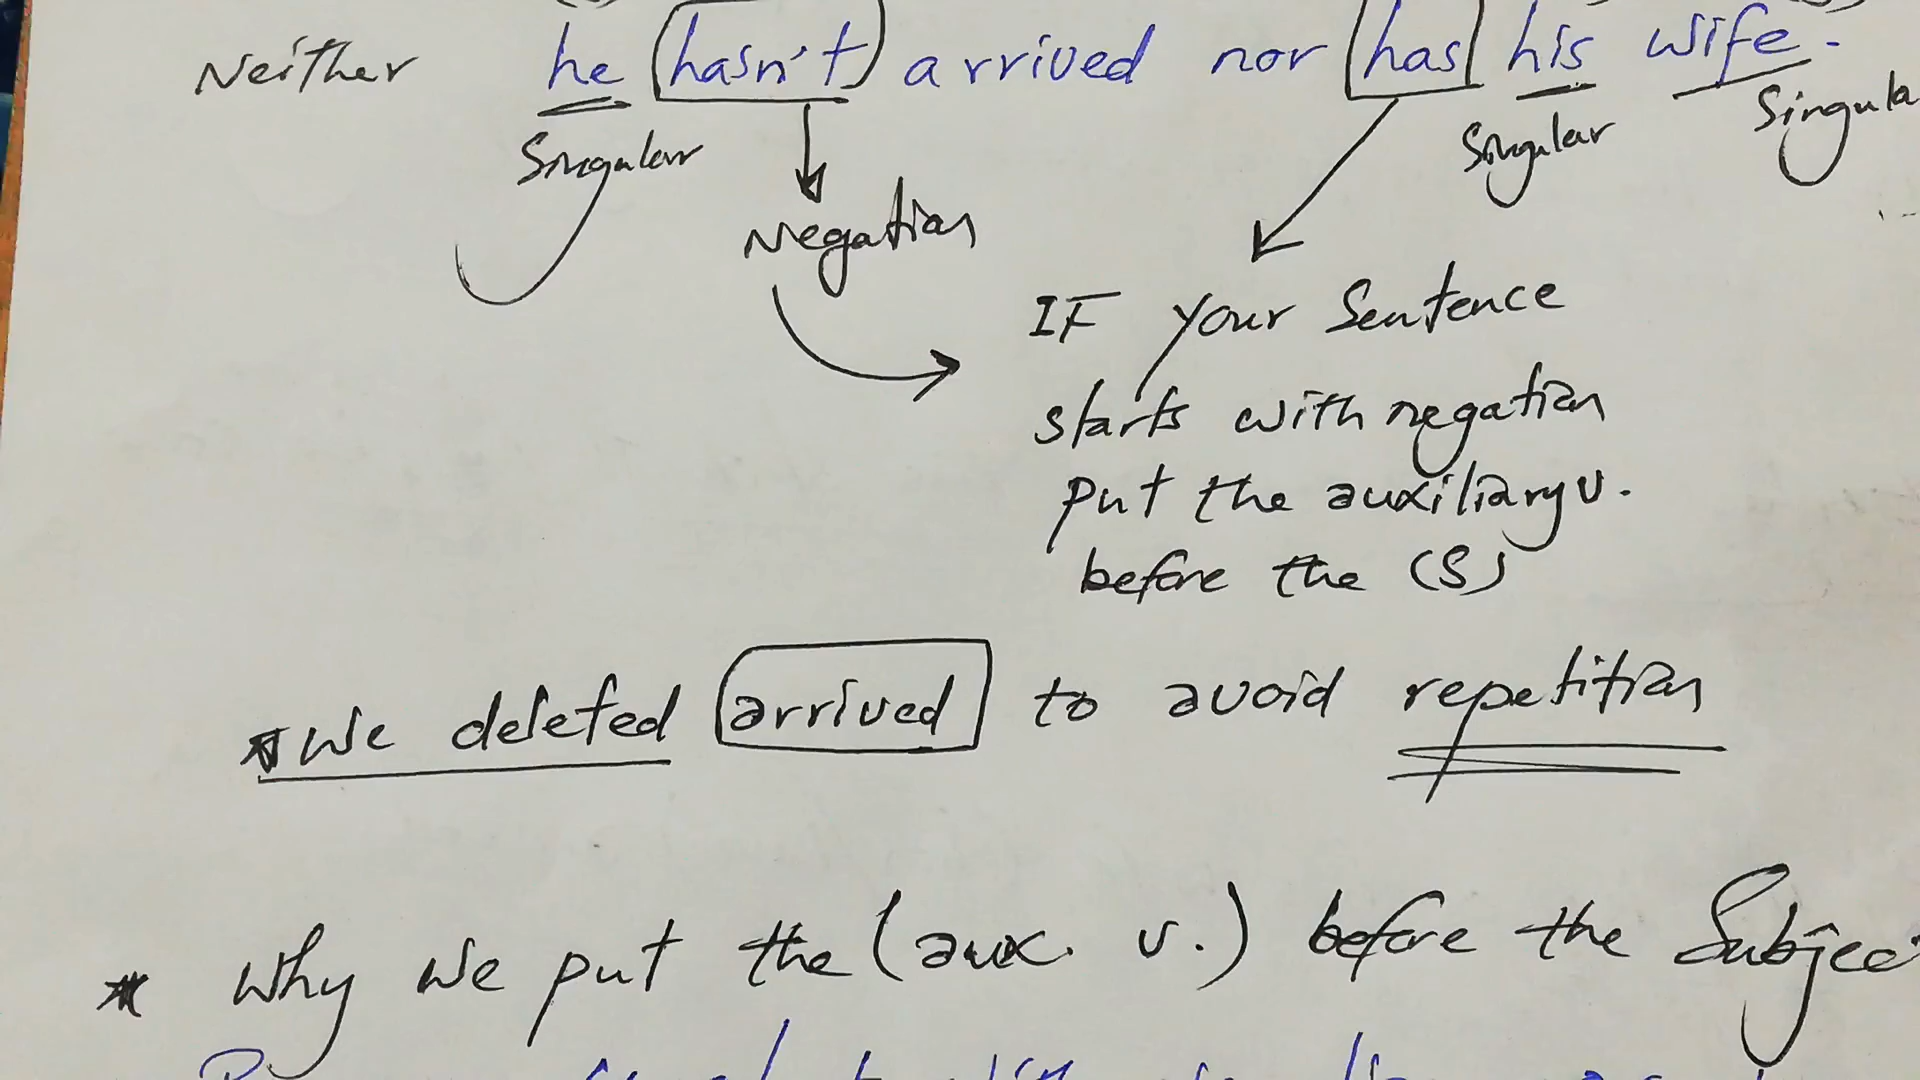 Neither he hasn't arrived nor has his wife.
Singular Singular Singula
Negation
IF your Sentence
starts with negation
put the auxiliary v.
before the (S)
* We deleted arrived to avoid repetition
* Why we put the (aux. v.) before the Subjec